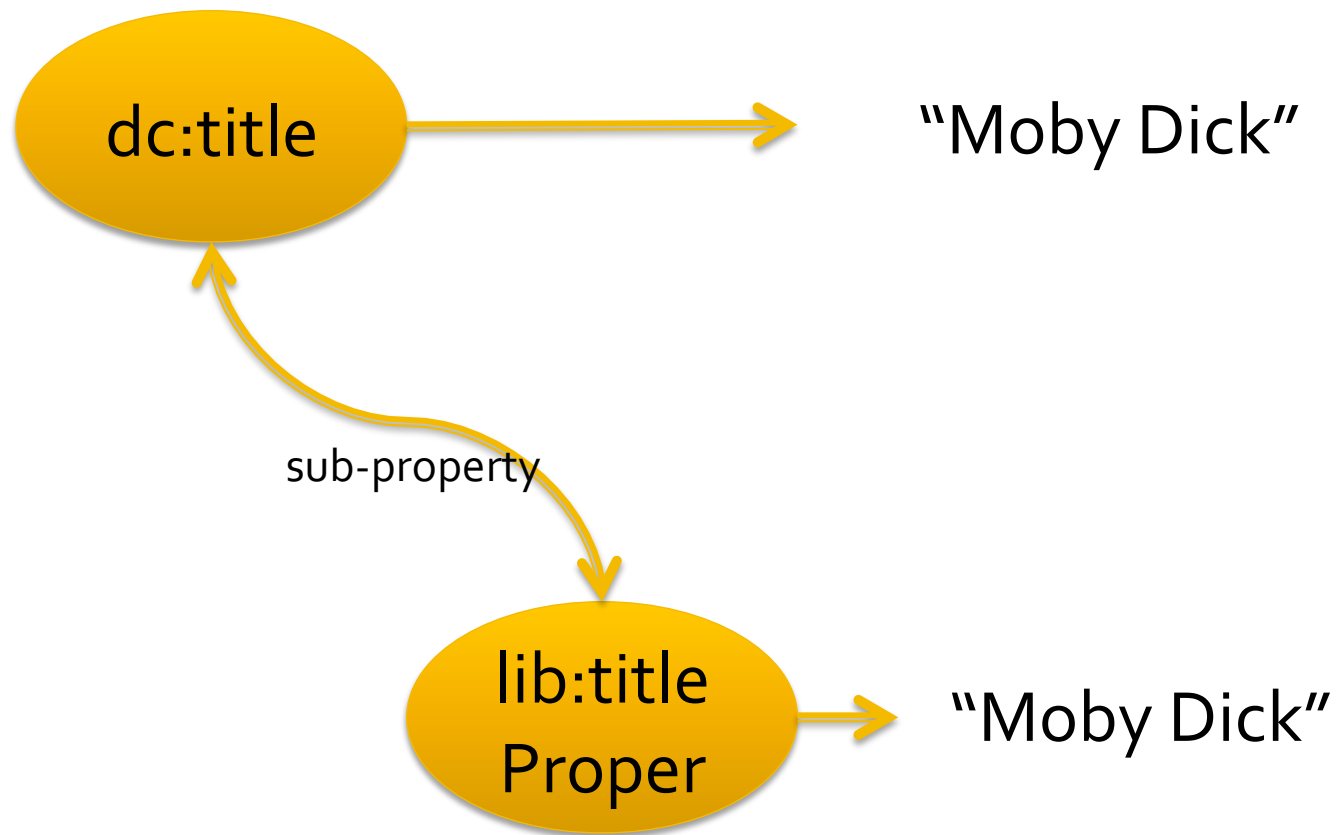 dc:title
“Moby Dick”
sub-property
lib:title
Proper
“Moby Dick”